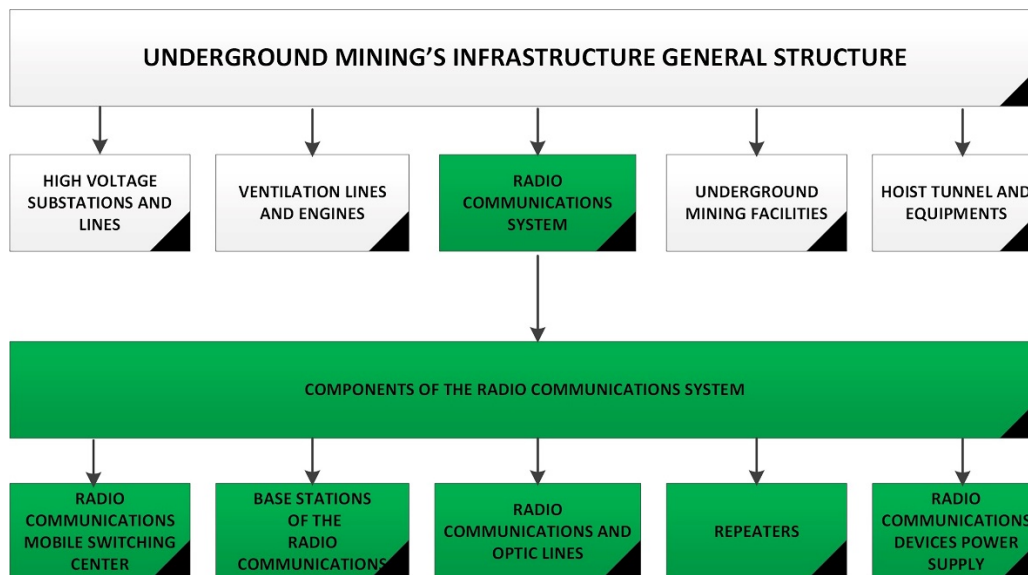 UNDERGROUND MINING'S INFRASTRUCTURE GENERAL STRUCTURE
HIGH VOLTAGE
SUBSTATIONS AND
LINES
VENTILATION LINES
AND ENGINES
RADIO
COMMUNICATIONS
SYSTEM
UNDERGROUND
MINING FACILITIES
HOIST TUNNEL AND
EQUIPMENTS
COMPONENTS OF THE RADIO COMMUNICATIONS SYSTEM
RADIO
COMMUNICATIONS
MOBILE SWITCHING
CENTER
BASE STATIONS
OF THE
RADIO
COMMUNICATIONS
RADIO
COMMUNICATIONS AND
OPTIC LINES
REPEATERS
RADIO
COMMUNICATIONS
DEVICES POWER
SUPPLY